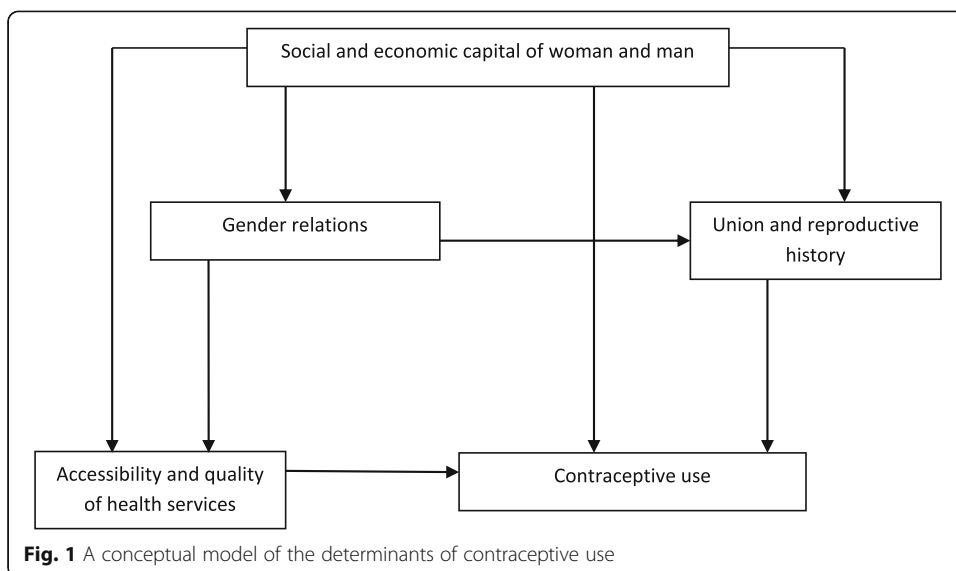 Social and economic capital of woman and man
Gender relations
Union and reproductive
history
Accessibility and quality
of health services
Contraceptive use
Fig. 1 A conceptual model of the determinants of contraceptive use